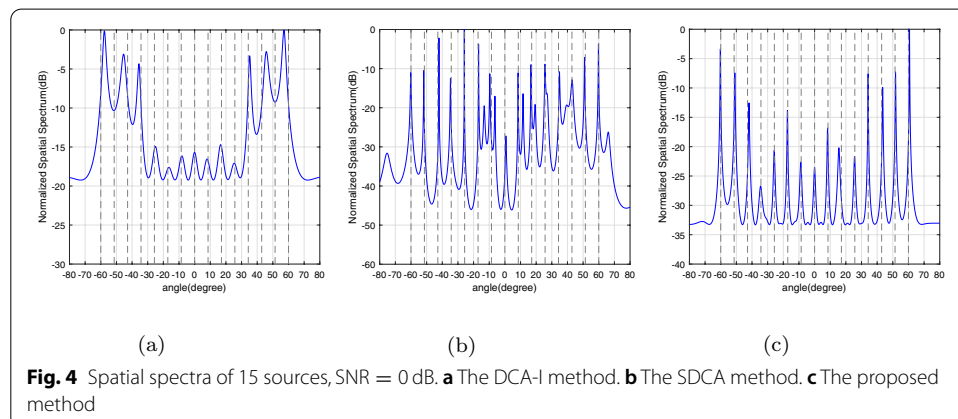 0
-5
-10
-15
-20
-25
-30
Normalized Spatial Spectrum(dB)
-80 -70 -60 -50 -40 -30 -20 -10 0 10 20 30 40 50 60 70 80
angle(degree)
(a)
0
-10
-20
-30
-40
-50
-60
Normalized Spatial Spectrum(dB)
-80 -70 -60 -50 -40 -30 -20 -10 0 10 20 30 40 50 60 70 80
angle(degree)
(b)
0
-5
-10
-15
-20
-25
-30
-35
-40
Normalized Spatial Spectrum(dB)
-80 -70 -60 -50 -40 -30 -20 -10 0 10 20 30 40 50 60 70 80
angle(degree)
(c)
Fig. 4 Spatial spectra of 15 sources, SNR = 0 dB. a The DCA-I method. b The SDCA method. c The proposed
method